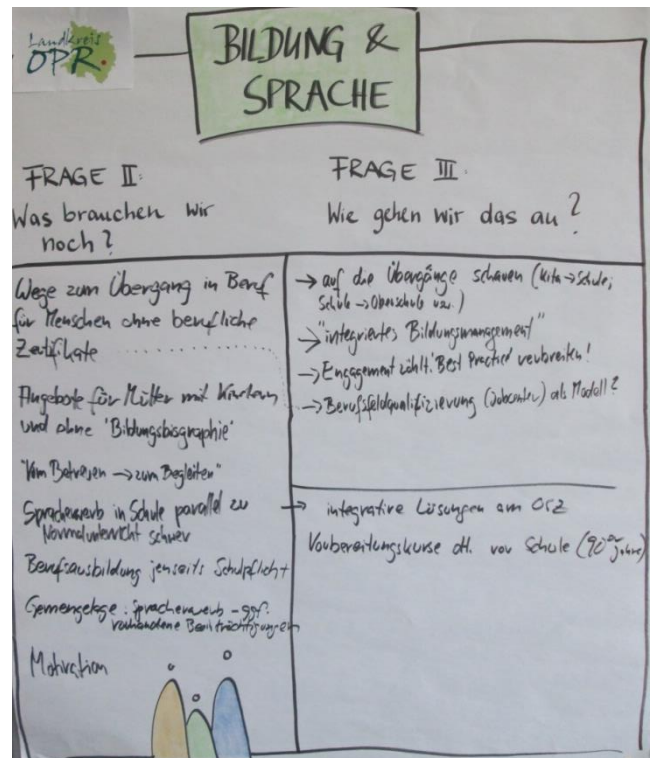 Landkreis
OPR.
BILDUNG &
SPRACHE
FRAGE II:
Was brauchen wir
noch?
Wege zum Übergang in Beruf
für Menschen ohne berufliche
Zertifikate
Angebote für Mütter mit Kindern
und ohne 'Bildungsbiographie'
"Vom Betreuen → zum Begleiten"
Spracherwerb in Schule parallel zu
Normalunterricht schwer
Berufsausbildung jenseits Schulpflicht
Gemengelage: Spracherwerb - ggf.
vorhandene Beeinträchtigungen
Motivation
FRAGE III.
Wie gehen wir das an?
→ auf die Übergänge schauen (Kita → Schule;
Schule → Oberschule usw.)
→ "integriertes Bildungsmanagement"
→ Engagement zählt! Best Practice verbreiten!
→ Berufsfeldqualifizierung (Jobcenter) als Modell?
→ integrative Lösungen am OSZ
Vorbereitungskurse vor Schule (90er Jahre)